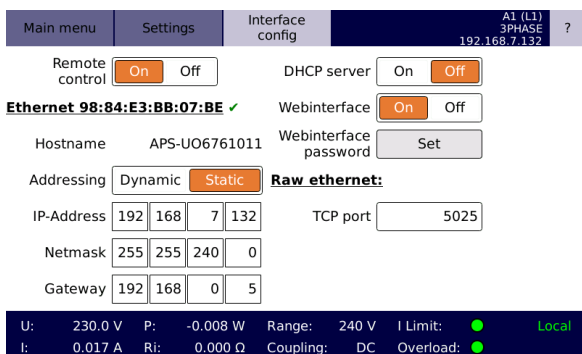 Main menu
Settings
Interface
config
A1 (L1)
3PHASE
192.168.7.132
?
Remote
control
On
Off
DHCP server
On
Off
Ethernet 98:84:E3:BB:07:BE ✔
Webinterface
On
Off
Hostname
APS-UO6761011
Webinterface
password
Set
Addressing
Dynamic
Static
Raw ethernet:
IP-Address
192
168
7
132
TCP port
5025
Netmask
255
255
240
0
Gateway
192
168
0
5
U: 230.0 V P: -0.008 W Range: 240 V I Limit: Local
I: 0.017 A Ri: 0.000 Ω Coupling: DC Overload: